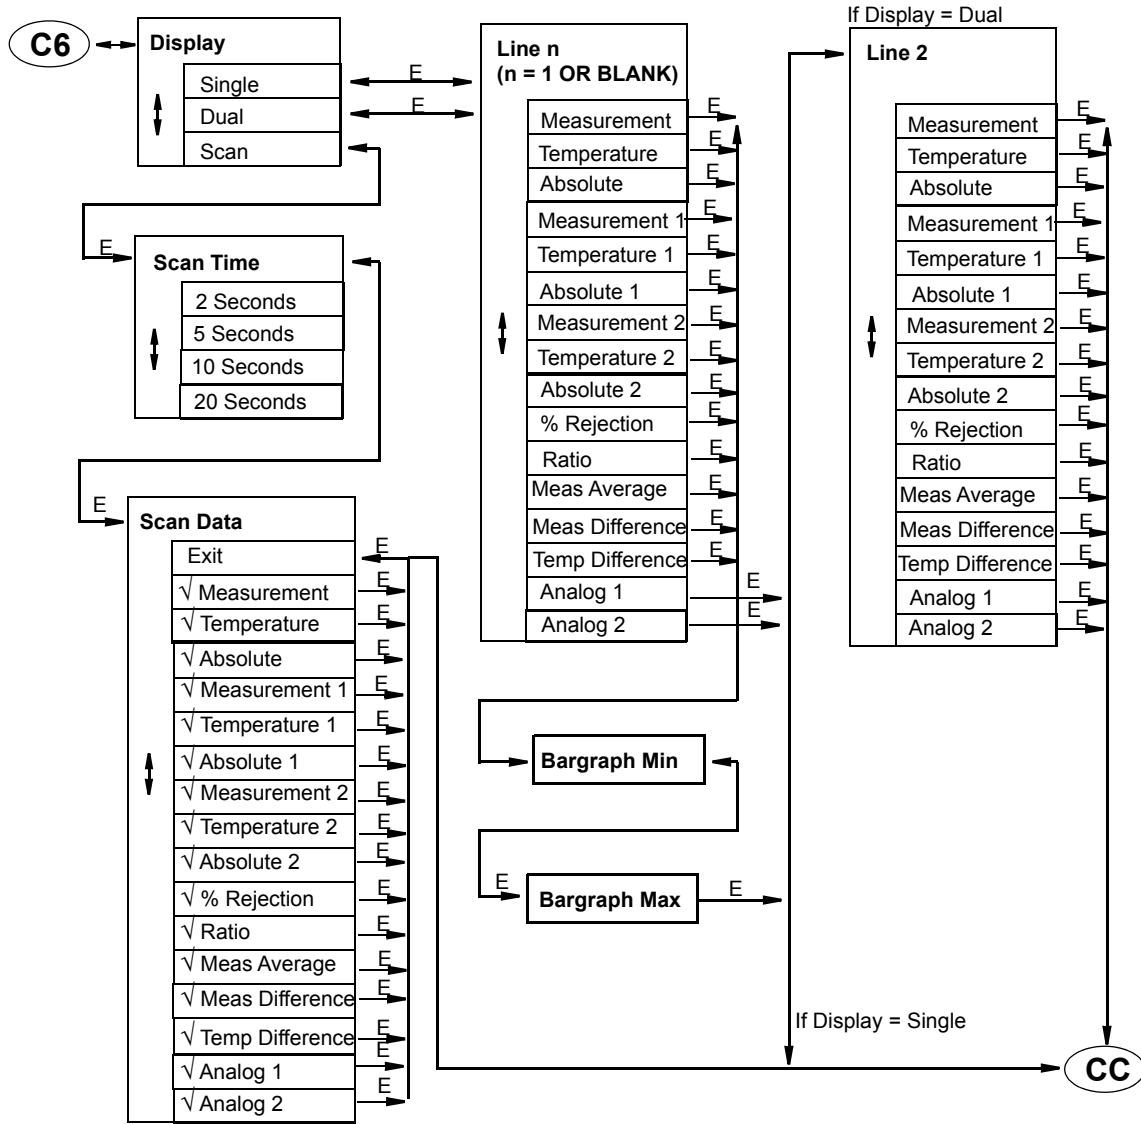 C6
Display
Single
Dual
Scan
E
E
E
Scan Time
2 Seconds
5 Seconds
10 Seconds
20 Seconds
E
Scan Data
Exit
E
√ Measurement
E
√ Temperature
E
√ Absolute
E
√ Measurement 1
E
√ Temperature 1
E
√ Absolute 1
E
√ Measurement 2
E
√ Temperature 2
E
√ Absolute 2
E
√ % Rejection
E
√ Ratio
E
√ Meas Average
E
√ Meas Difference
E
√ Temp Difference
E
√ Analog 1
E
√ Analog 2
E
Line n
(n = 1 OR BLANK)
Measurement
E
Temperature
E
Absolute
E
Measurement 1
E
Temperature 1
E
Absolute 1
E
Measurement 2
E
Temperature 2
E
Absolute 2
E
% Rejection
E
Ratio
E
Meas Average
E
Meas Difference
E
Temp Difference
E
Analog 1
E
Analog 2
E
Bargraph Min
E
Bargraph Max
E
If Display = Dual
Line 2
Measurement
E
Temperature
E
Absolute
E
Measurement 1
E
Temperature 1
E
Absolute 1
E
Measurement 2
E
Temperature 2
E
Absolute 2
E
% Rejection
E
Ratio
E
Meas Average
E
Meas Difference
E
Temp Difference
E
Analog 1
E
Analog 2
E
If Display = Single
CC